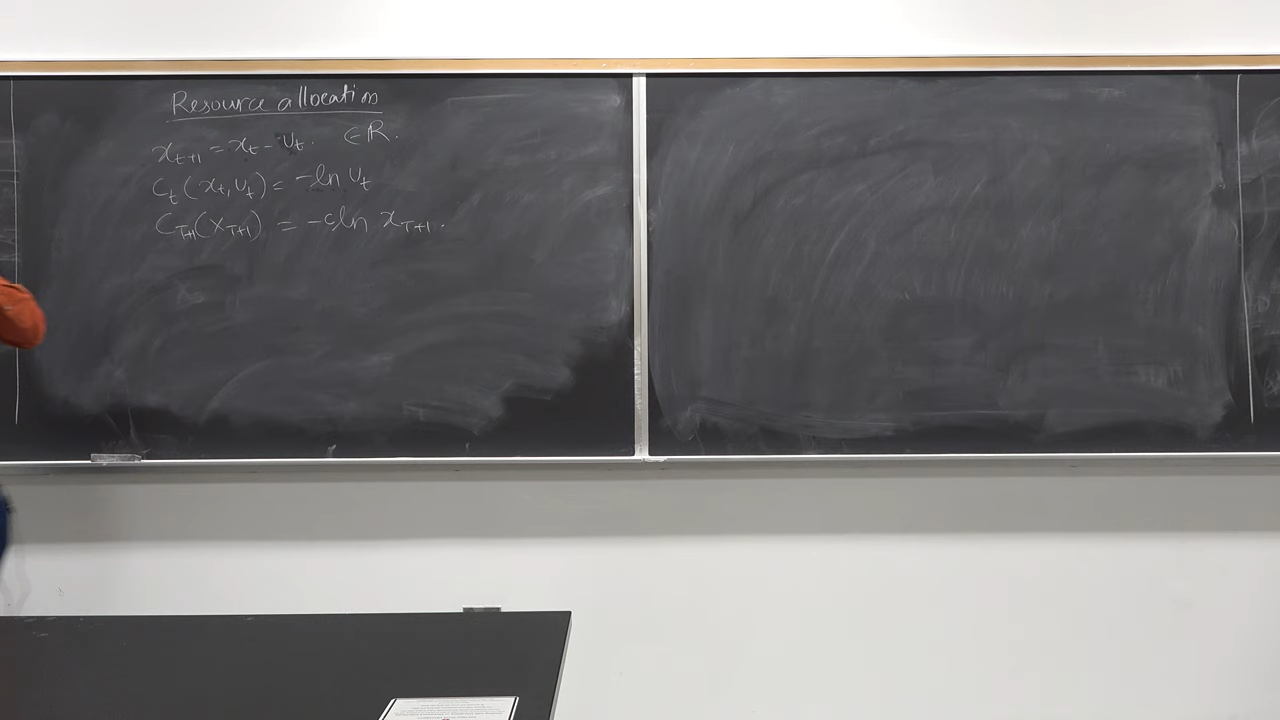 Resource allocation
x_{t+1} = x_t - u_t. ∈ ℝ.
C_t(x_t, u_t) = -ln u_t
C_{T+1}(x_{T+1}) = -c ln x_{T+1}.